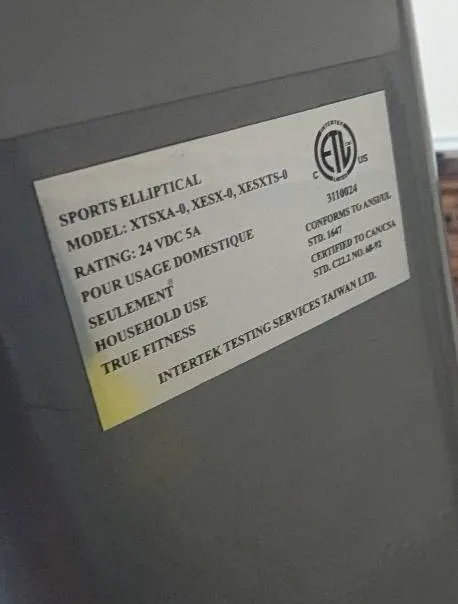 SPORTS ELLIPTICAL
MODEL: XTSXA-0, XESX-0, XESXTS-0
RATING: 24 VDC 5A
POUR USAGE DOMESTIQUE
SEULEMENT
HOUSEHOLD USE
TRUE FITNESS
INTERTEK
ETL
LISTED
C US
3110024
CONFORMS TO ANSI/UL
STD. 1647
CERTIFIED TO CAN/CSA
STD. C22.2 NO. 68-92
INTERTEK TESTING SERVICES TAIWAN LTD.